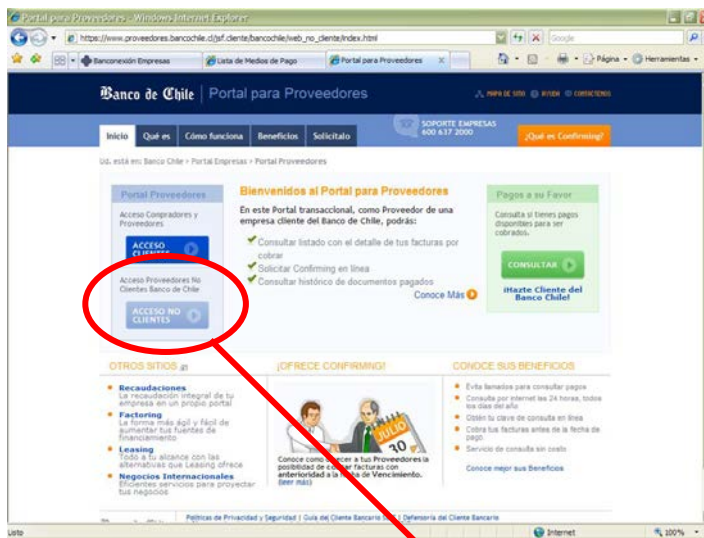 Portal para Proveedores - Windows Internet Explorer
https://www.proveedores.bancochile.cl/jsf.cliente/bancochile/web_no_cliente/index.html
Google
Banconexión Empresas
Lista de Medios de Pago
Portal para Proveedores
Página
Herramientas
Banco de Chile | Portal para Proveedores
MAPA DE SITIO
AYUDA
CONTACTENOS
Inicio
Qué es
Cómo funciona
Beneficios
Solicitalo
SOPORTE EMPRESAS
600 637 2000
¿Qué es Confirming?
Ud. está en: Banco Chile > Portal Empresas > Portal Proveedores
Portal Proveedores
Acceso Compradores y
Proveedores
ACCESO
CLIENTES
Acceso Proveedores No
Clientes Banco de Chile
ACCESO NO
CLIENTES
Bienvenidos al Portal para Proveedores
En este Portal transaccional, como Proveedor de una
empresa cliente del Banco de Chile, podrás:
Consultar listado con el detalle de tus facturas por
cobrar
Solicitar Confirming en línea
Consultar histórico de documentos pagados
Conoce Más
Pagos a su Favor
Consulta si tienes pagos
disponibles para ser
cobrados.
CONSULTAR
¡Hazte Cliente del
Banco Chile!
OTROS SITIOS
Recaudaciones
La recaudación integral de tu
empresa en un propio portal
Factoring
La forma más ágil y fácil de
aumentar tus fuentes de
financiamiento
Leasing
Todo a tu alcance con las
alternativas que Leasing ofrece
Negocios Internacionales
Eficientes servicios para proyectar
tus negocios
¡OFRECE CONFIRMING!
JULIO
30
Conoce como ofrecer a tus Proveedores la
posibilidad de cobrar facturas con
anterioridad a la fecha de Vencimiento.
(leer más)
CONOCE SUS BENEFICIOS
Evita llamados para consultar pagos
Consulta por internet las 24 horas, todos
los días del año
Obtén tu clave de consulta en línea
Cobra tus facturas antes de la fecha de
pago
Servicio de consulta sin costo
Conoce mejor sus Beneficios
Políticas de Privacidad y Seguridad | Guía del Cliente Bancario | Defensoría del Cliente Bancario
Listo
Internet
100%